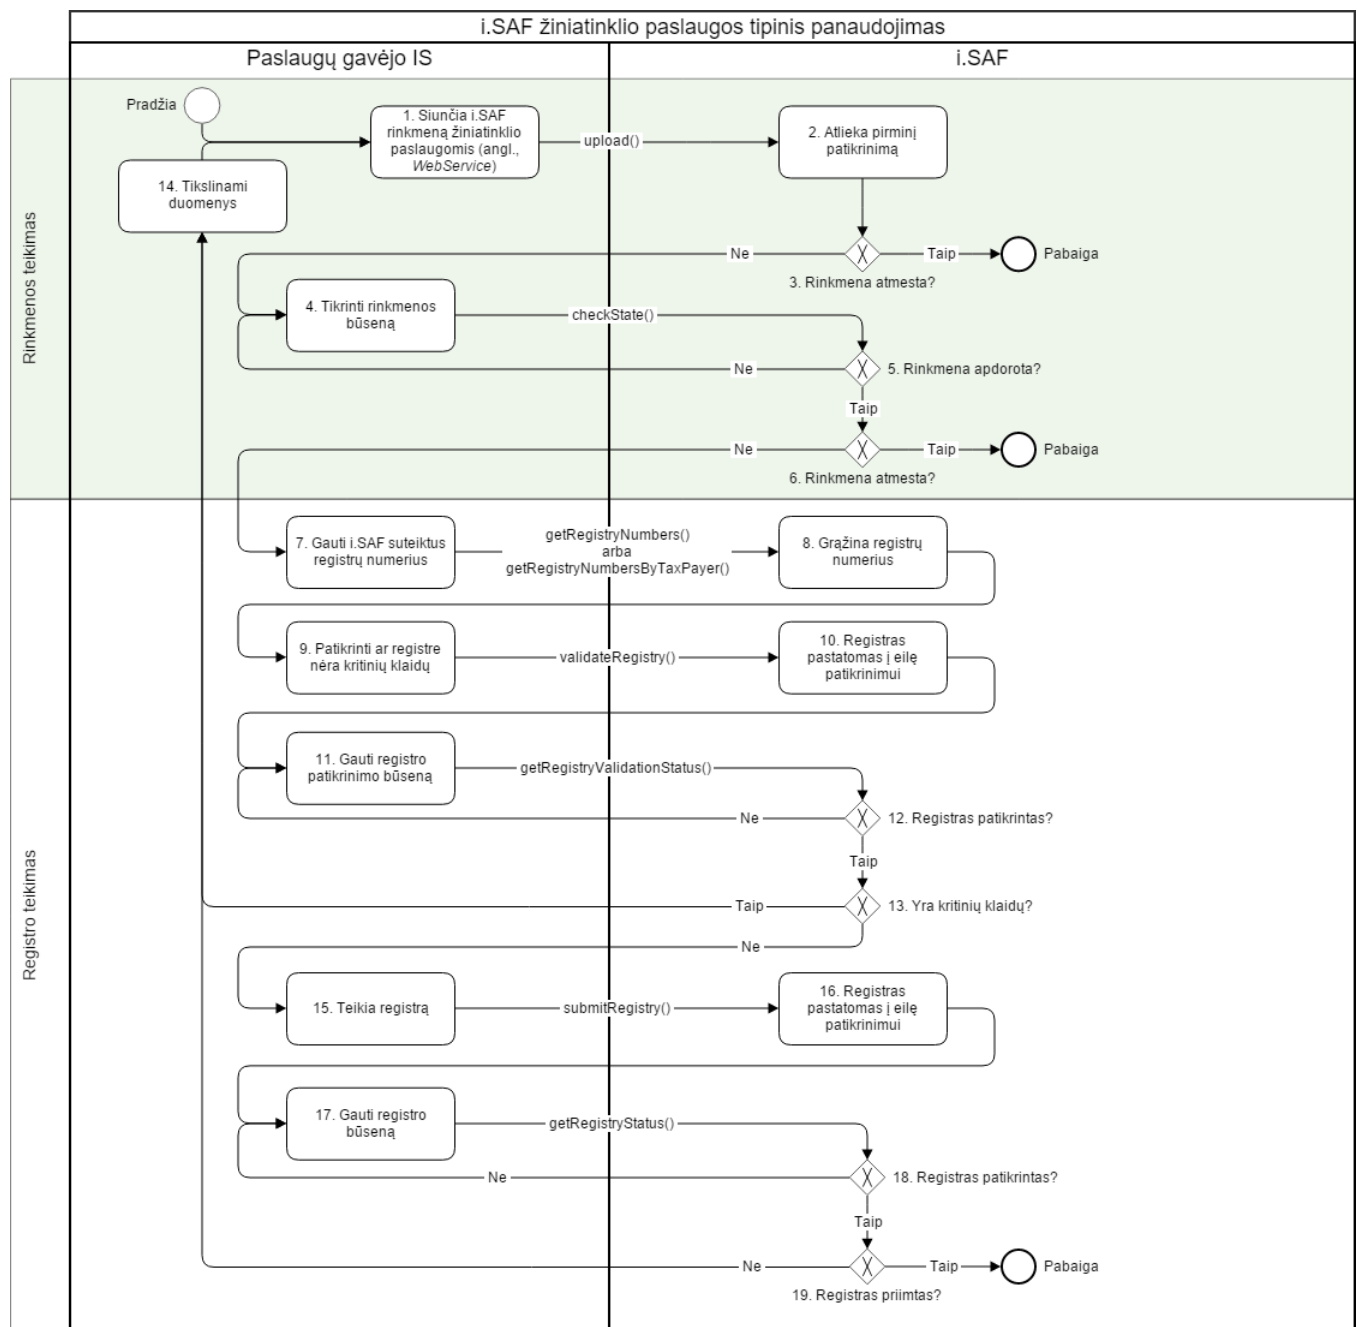 i.SAF žiniatinklio paslaugos tipinis panaudojimas
Paslaugų gavėjo IS
i.SAF
Rinkmenos teikimas
Pradžia
1. Siunčia i.SAF
rinkmeną žiniatinklio
paslaugomis (angl.,
WebService)
upload()
2. Atlieka pirminį
patikrinimą
14. Tikslinami
duomenys
Ne
Taip
Pabaiga
3. Rinkmena atmesta?
4. Tikrinti rinkmenos
būseną
checkState()
Ne
5. Rinkmena apdorota?
Taip
Ne
Taip
Pabaiga
6. Rinkmena atmesta?
Registro teikimas
7. Gauti i.SAF suteiktus
registrų numerius
getRegistryNumbers()
arba
getRegistryNumbersByTaxPayer()
8. Grąžina registrų
numerius
9. Patikrinti ar registre
nėra kritinių klaidų
validateRegistry()
10. Registras
pastatomas į eilę
patikrinimui
11. Gauti registro
patikrinimo būseną
getRegistryValidationStatus()
Ne
12. Registras patikrintas?
Taip
Taip
13. Yra kritinių klaidų?
Ne
15. Teikia registrą
submitRegistry()
16. Registras
pastatomas į eilę
patikrinimui
17. Gauti registro
būseną
getRegistryStatus()
Ne
18. Registras patikrintas?
Taip
Ne
Taip
Pabaiga
19. Registras priimtas?